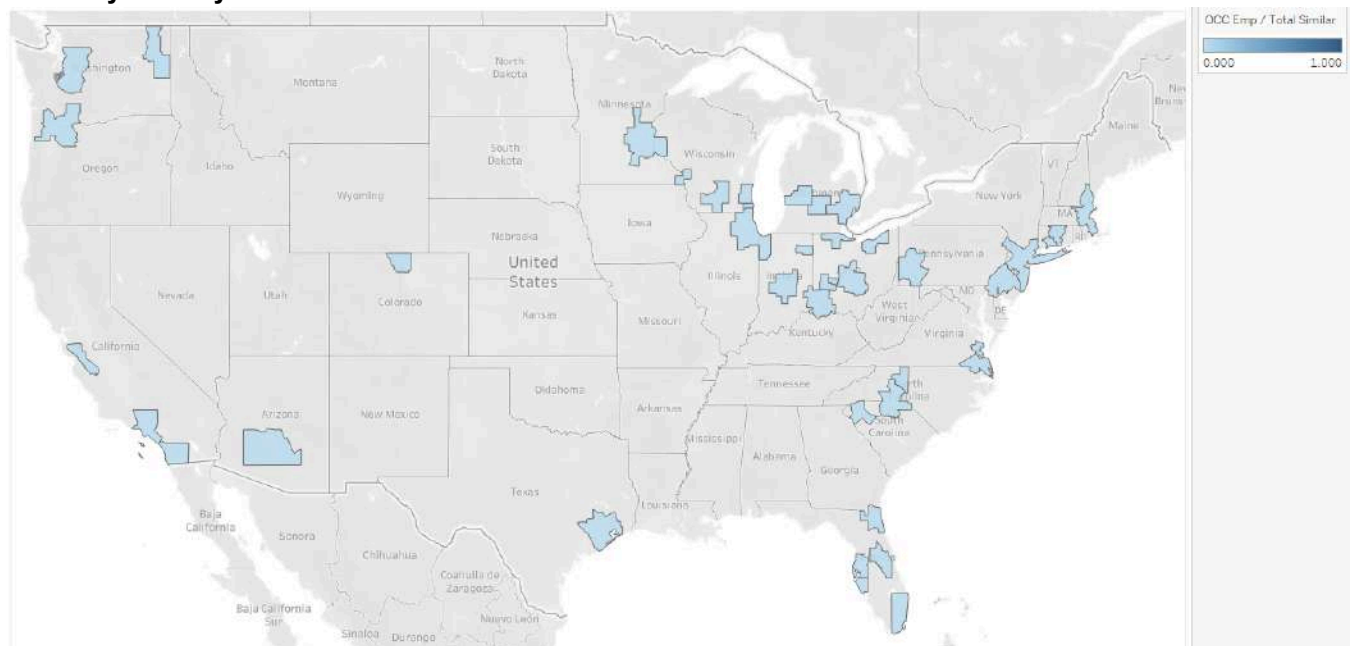 OCC Emp / Total Similar
0.000 1.000
shington
Montana
North
Dakota
Minnesota
Maine
Oregon
Idaho
South
Dakota
Wisconsin
VT
New York
Wyoming
MA
RI
Iowa
Nebraska
United
States
Nevada
Utah
Colorado
Illinois
Pennsylvania
MD
DE
Kansas
Missouri
West
Virginia
Kentucky
Virginia
California
Tennessee
Oklahoma
Arizona
New Mexico
Arkansas
South
Carolina
Mississippi
Alabama
Georgia
Texas
Louisiana
Baja
California
Sonora
Chihuahua
Coahuila de
Zaragoza
Baja California
Sur
Sinaloa
Durango
Nuevo León